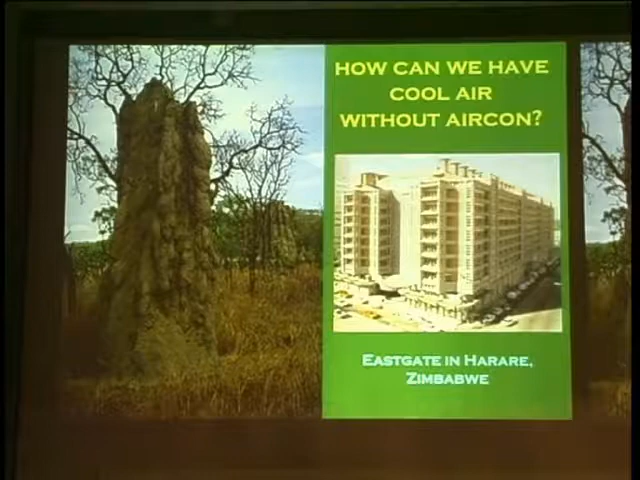 HOW CAN WE HAVE
COOL AIR
WITHOUT AIRCON?
EASTGATE IN HARARE,
ZIMBABWE